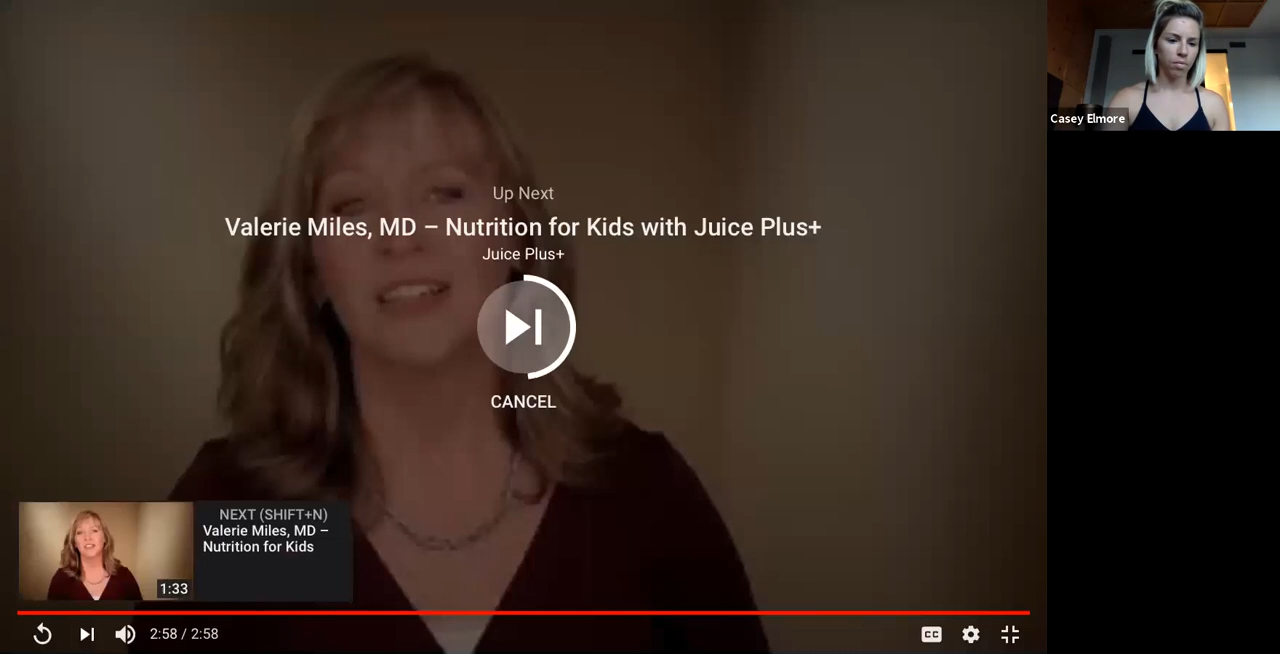 Casey Elmore
Up Next
Valerie Miles, MD – Nutrition for Kids with Juice Plus+
Juice Plus+
CANCEL
NEXT (SHIFT+N)
Valerie Miles, MD –
Nutrition for Kids
1:33
2:58 / 2:58
CC